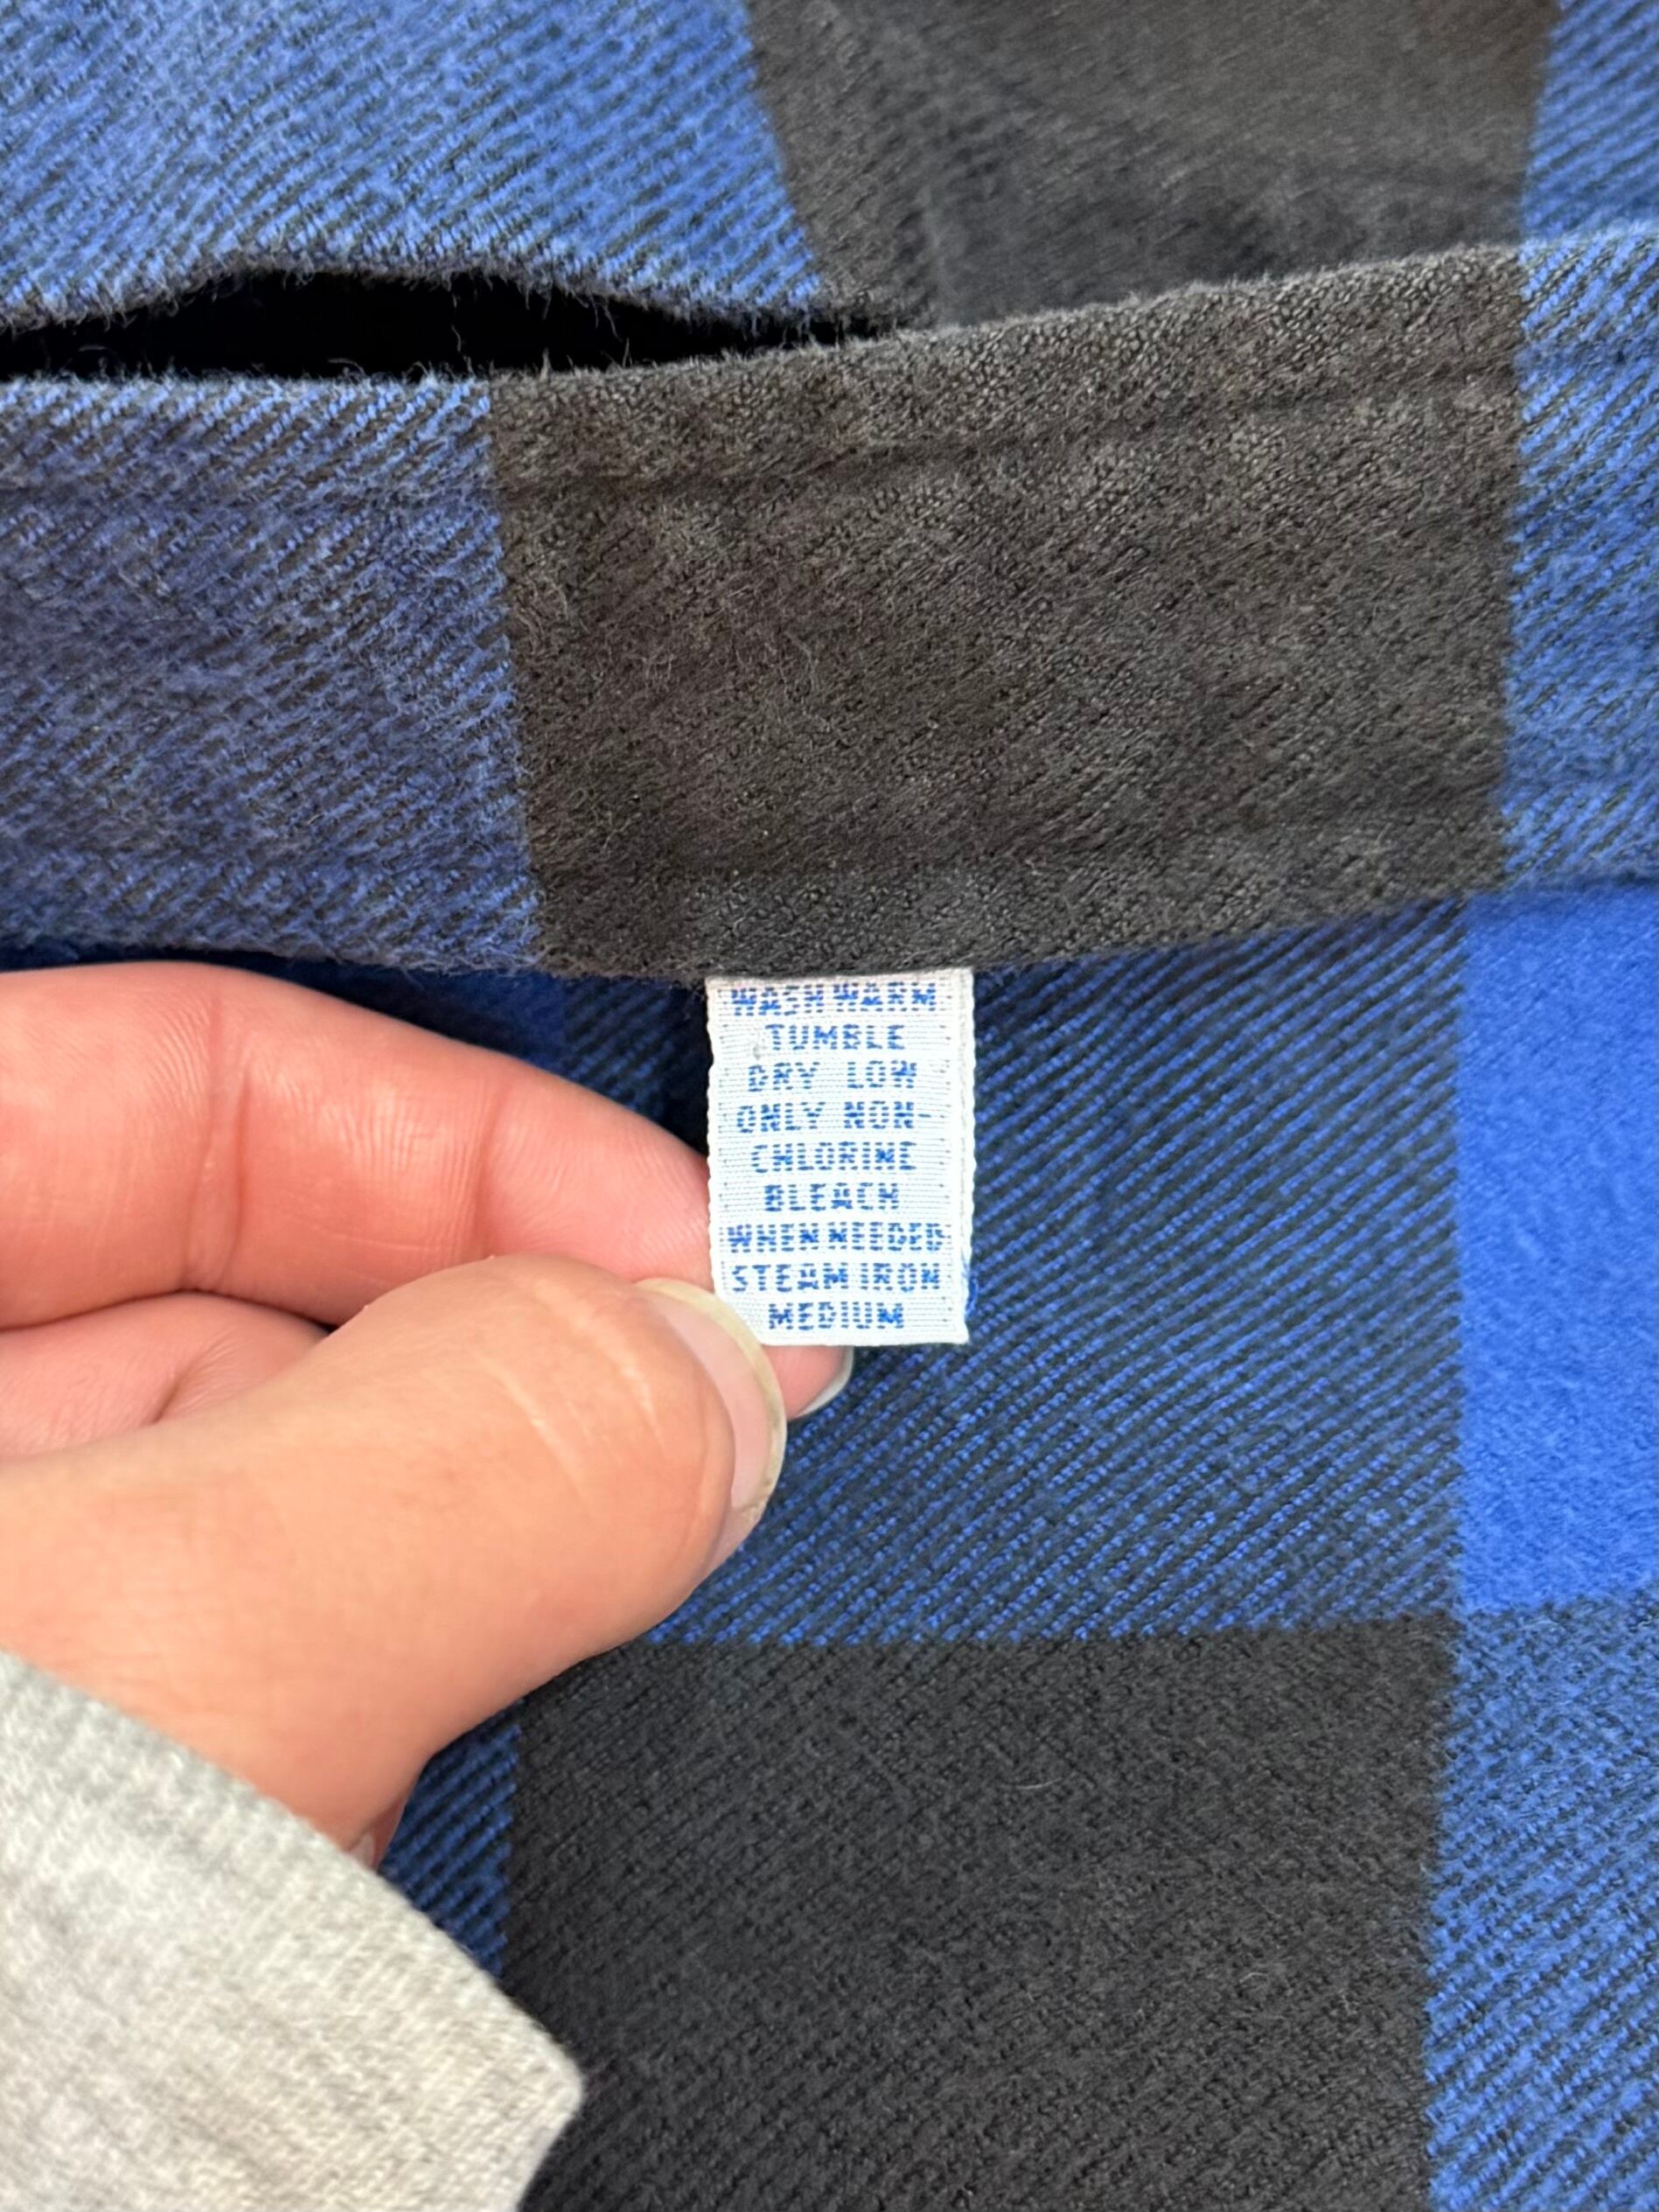 WASH WARM
TUMBLE
DRY LOW
ONLY NON-
CHLORINE
BLEACH
WHEN NEEDED
STEAM IRON
MEDIUM